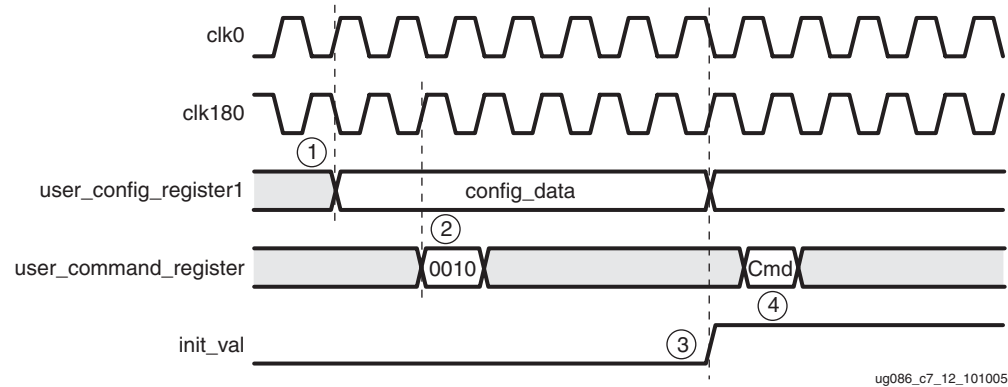 clk0
clk180
1
user_config_register1
config_data
2
user_command_register
0010
Cmd
4
init_val
3
ug086_c7_12_101005